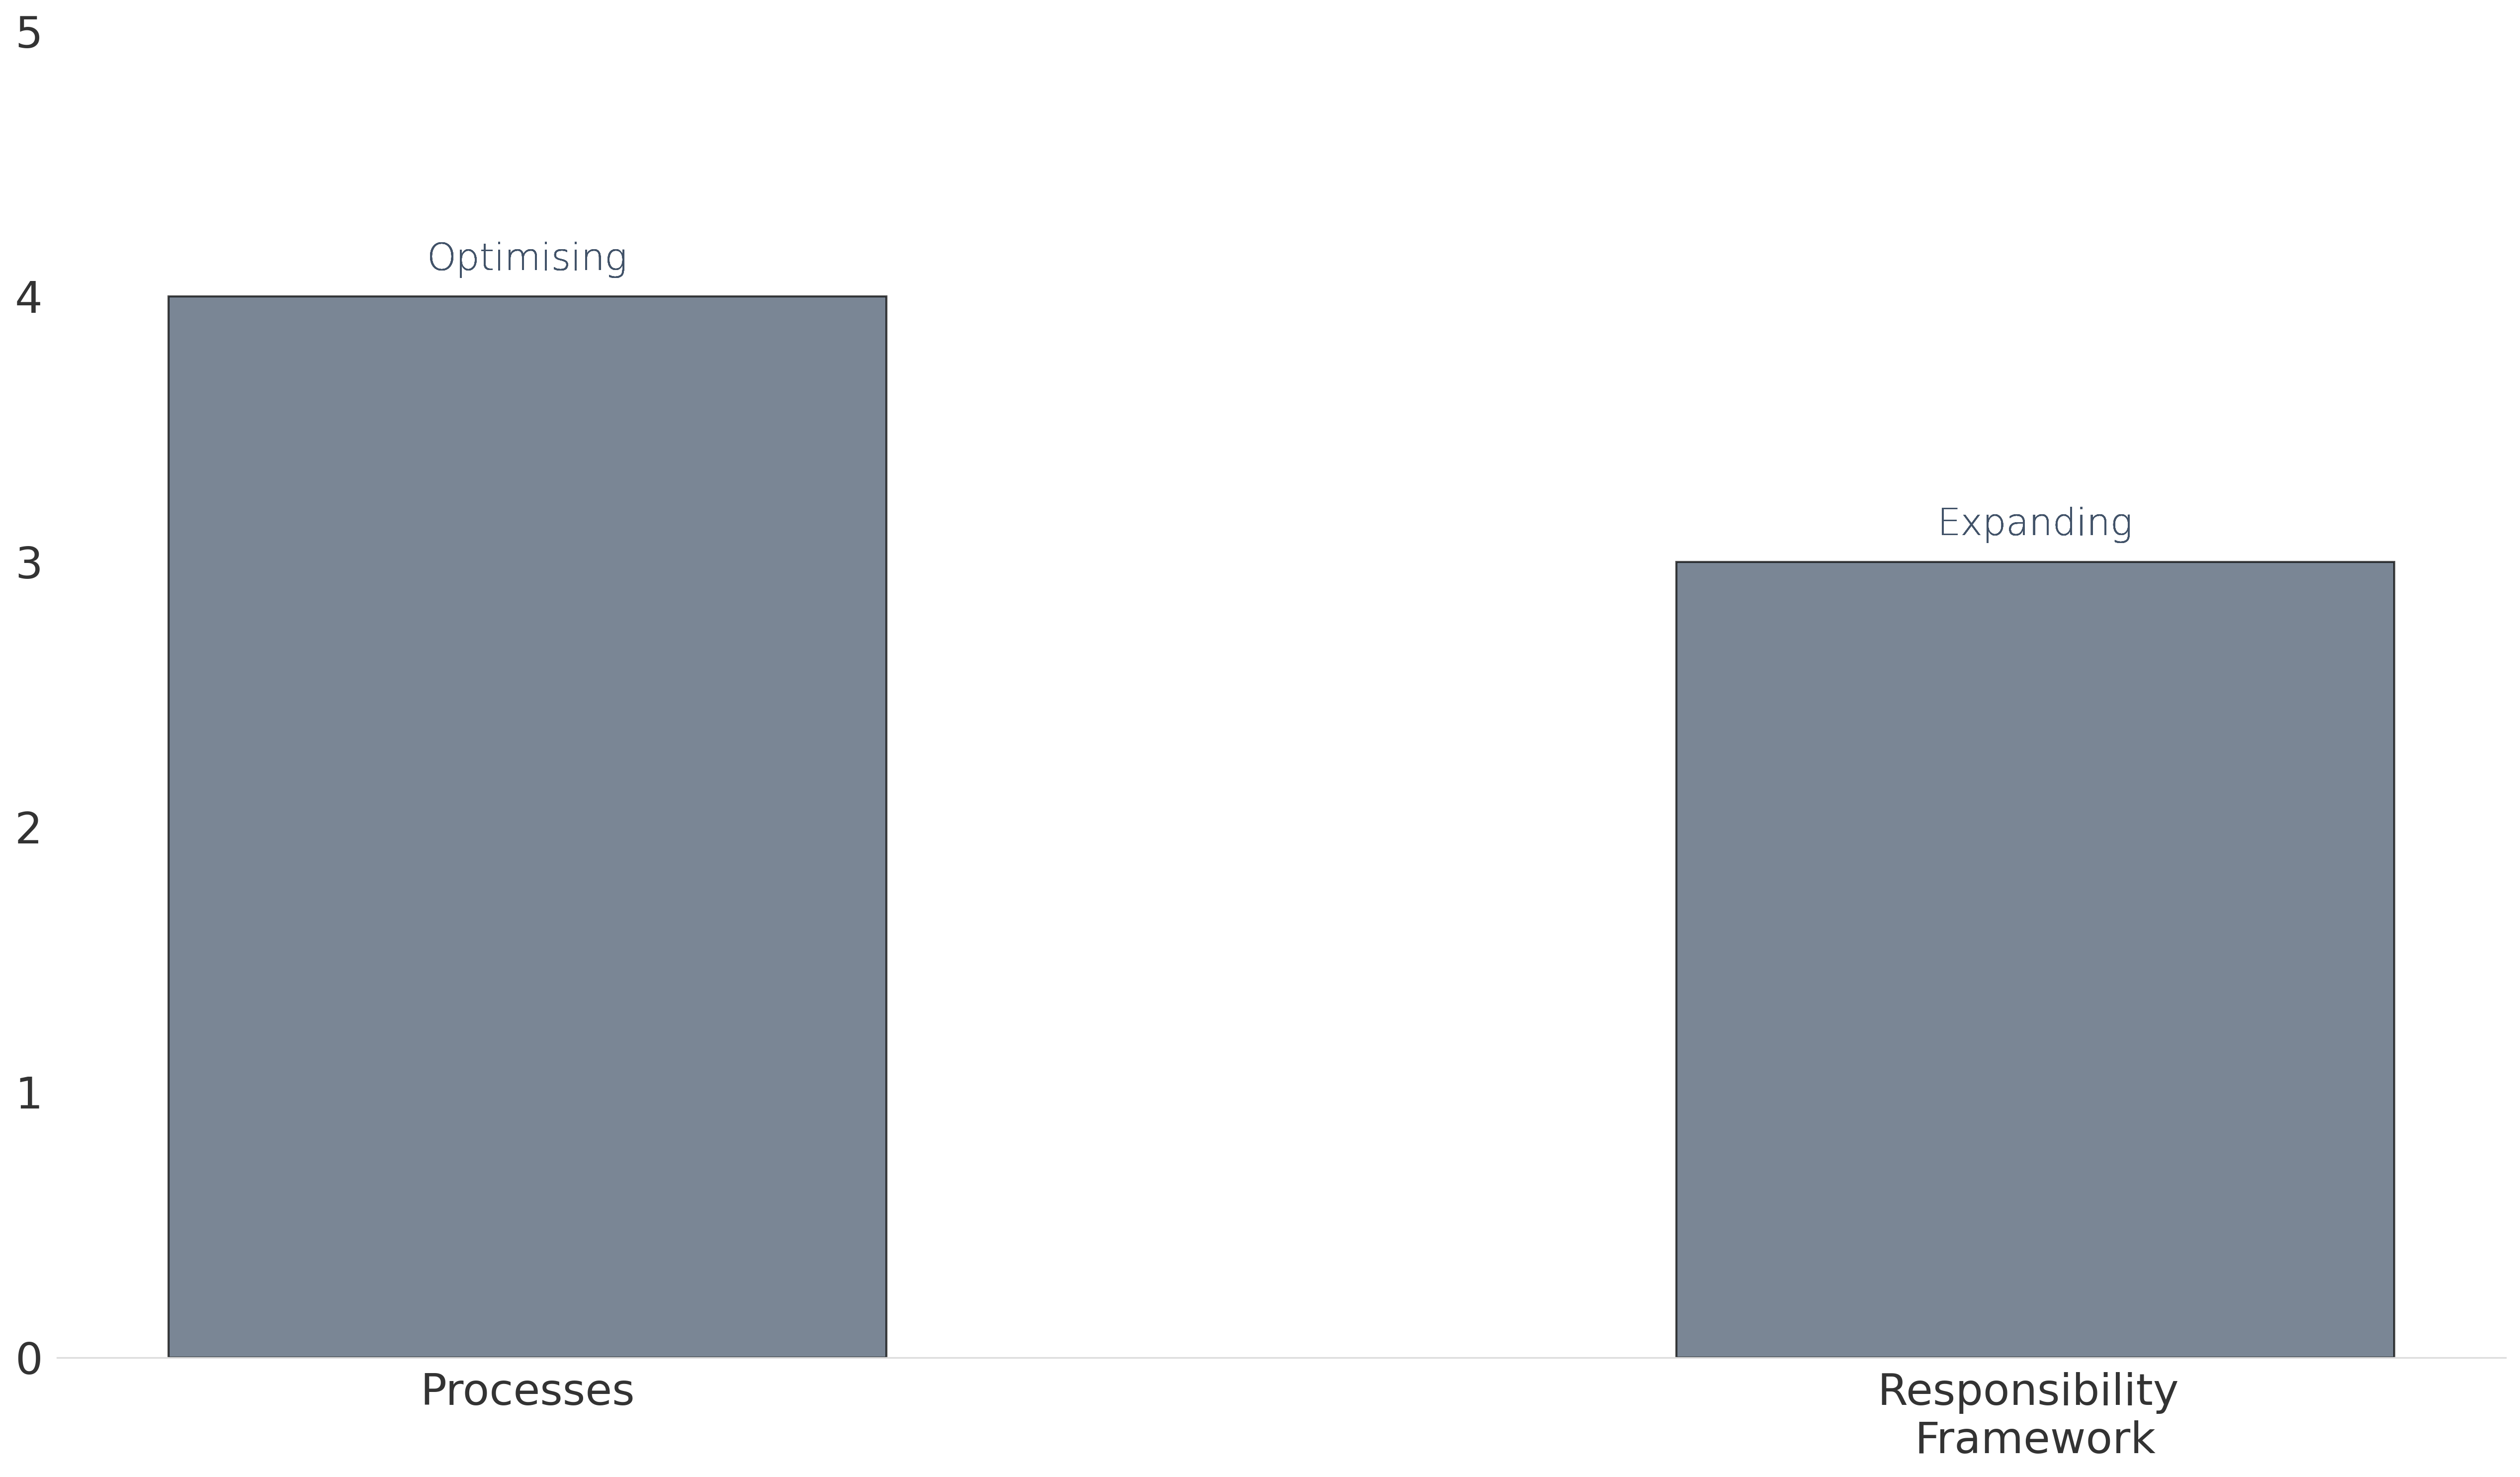 5
Optimising
4
Expanding
3
2
1
0
Processes
Responsibility
Framework